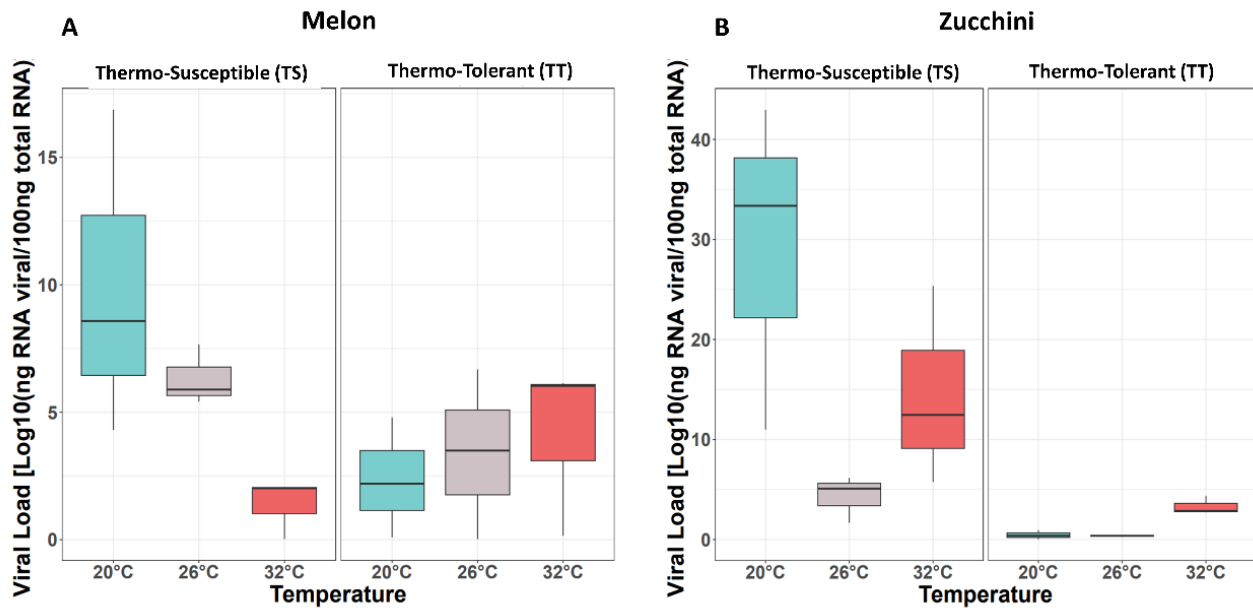 A
Melon
Viral Load [Log10(ng RNA viral/100ng total RNA)
Thermo-Susceptible (TS)
Thermo-Tolerant (TT)
15
10
5
0
20°C
26°C
32°C
20°C
26°C
32°C
Temperature
B
Zucchini
Viral Load [Log10(ng RNA viral/100ng total RNA)
Thermo-Susceptible (TS)
Thermo-Tolerant (TT)
40
30
20
10
0
20°C
26°C
32°C
20°C
26°C
32°C
Temperature